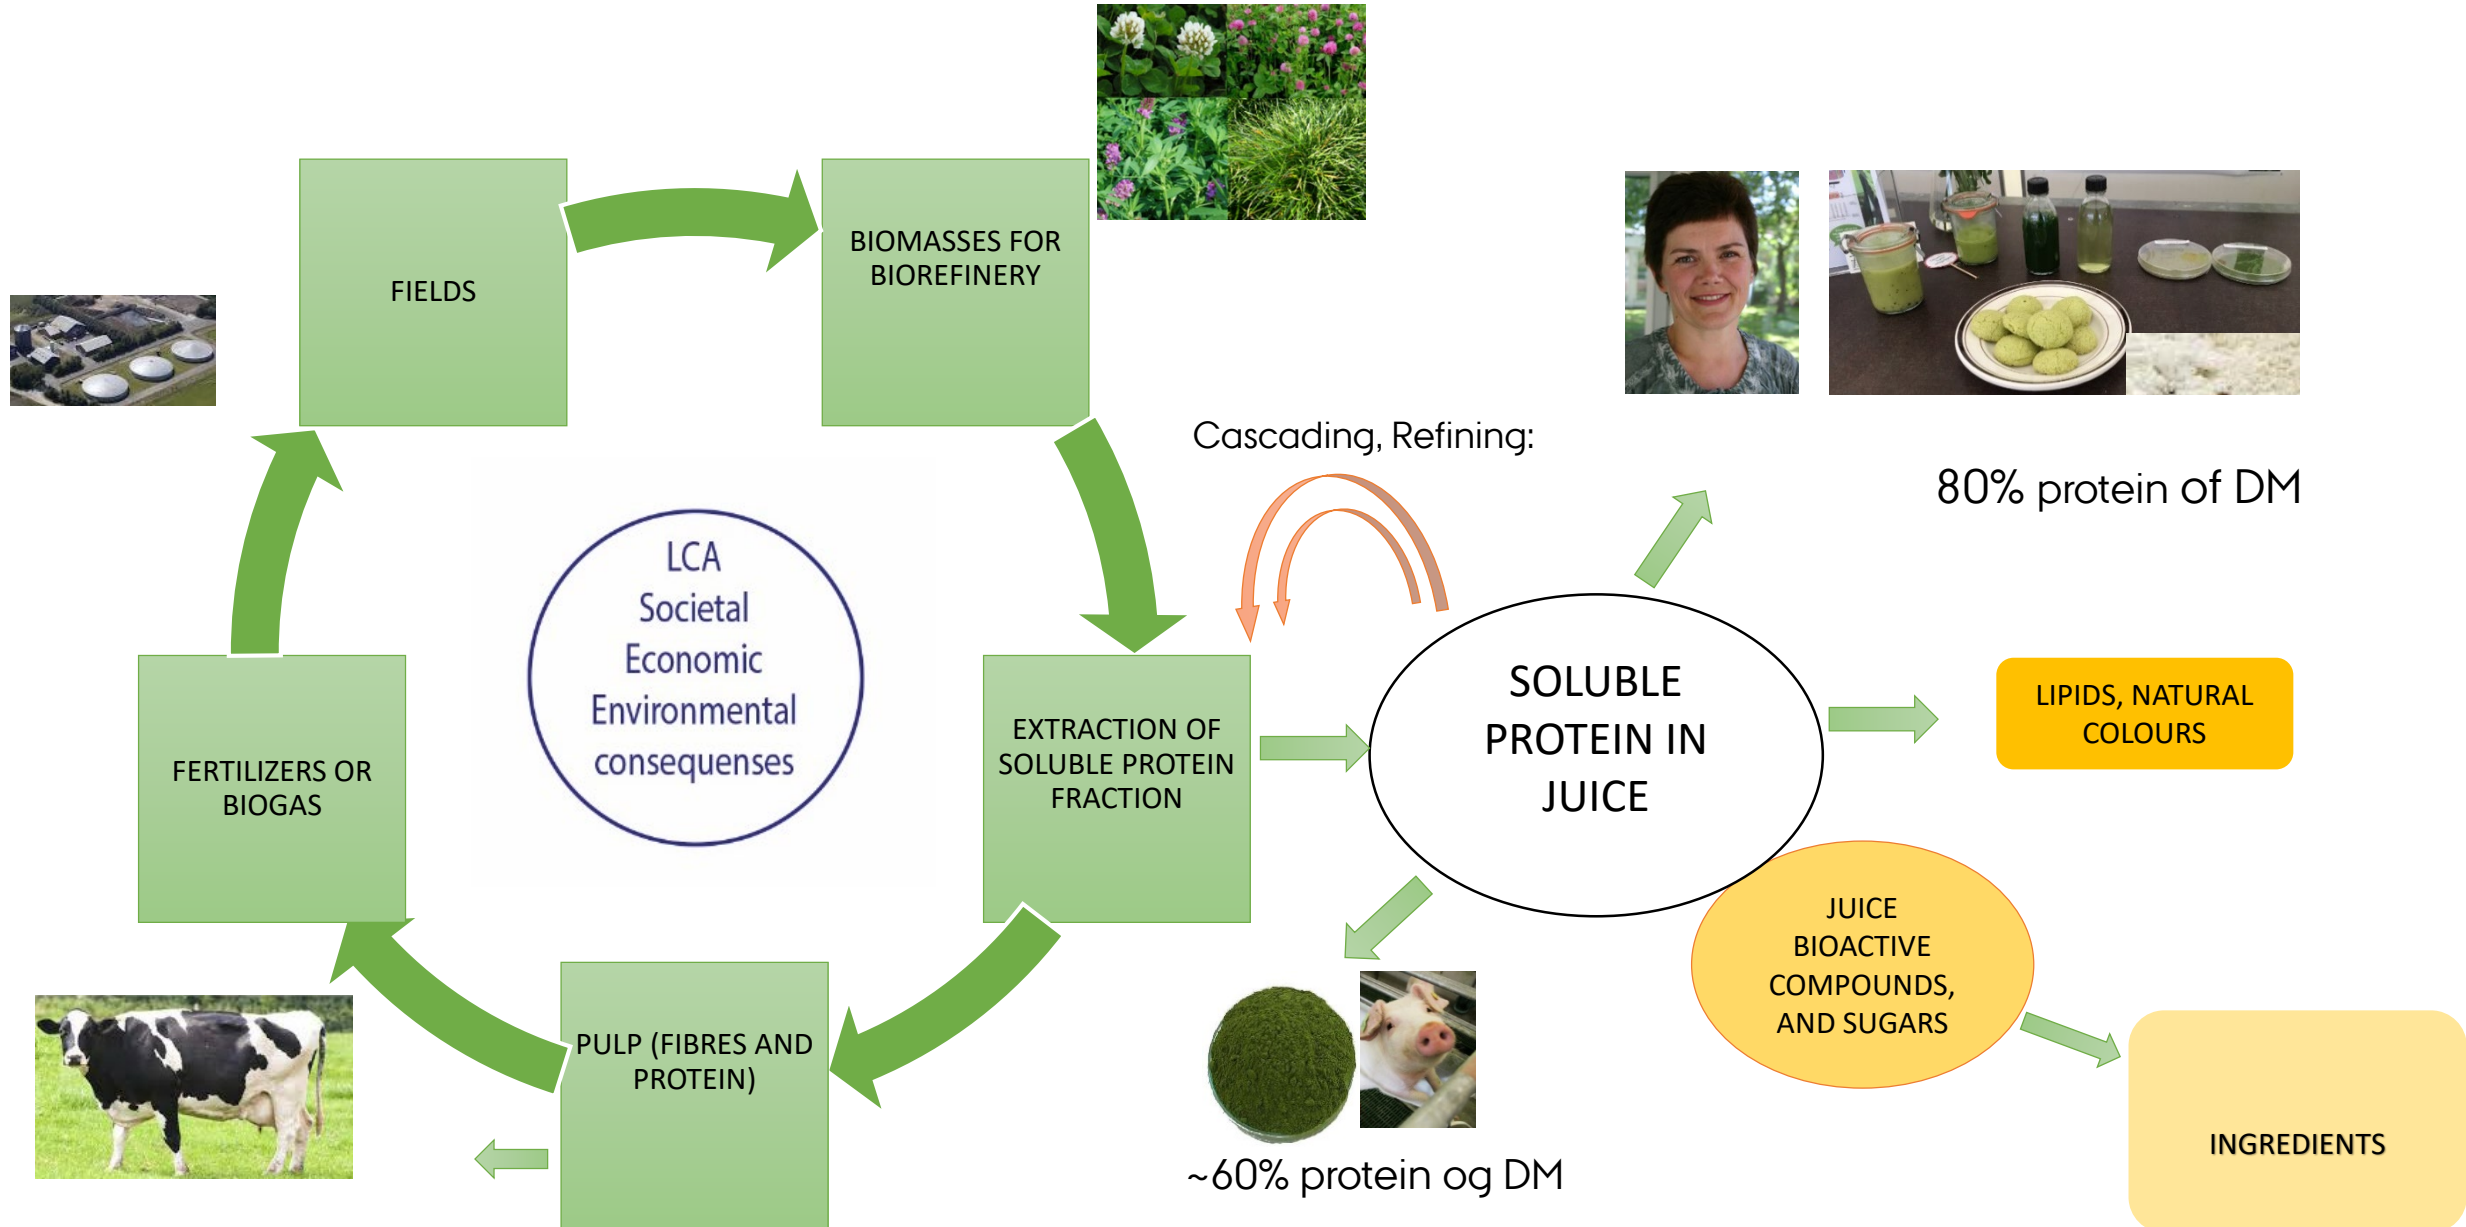 FIELDS
BIOMASSES FOR
BIOREFINERY
Cascading, Refining:
80% protein of DM
LCA
Societal
Economic
Environmental
consequenses
FERTILIZERS OR
BIOGAS
EXTRACTION OF
SOLUBLE PROTEIN
FRACTION
SOLUBLE
PROTEIN IN
JUICE
LIPIDS, NATURAL
COLOURS
JUICE
BIOACTIVE
COMPOUNDS,
AND SUGARS
PULP (FIBRES AND
PROTEIN)
~60% protein og DM
INGREDIENTS